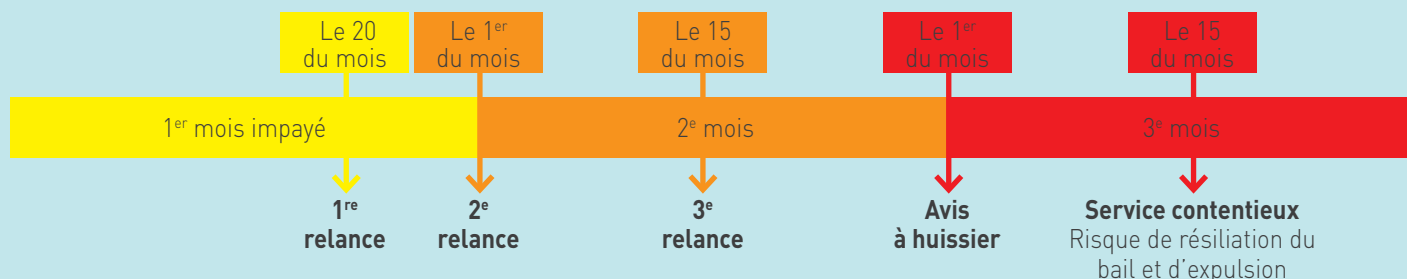 Le 20
du mois
Le 1er
du mois
Le 15
du mois
Le 1er
du mois
Le 15
du mois
1er mois impayé
2e mois
3e mois
1re
relance
2e
relance
3e
relance
Avis
à huissier
Service contentieux
Risque de résiliation du
bail et d'expulsion